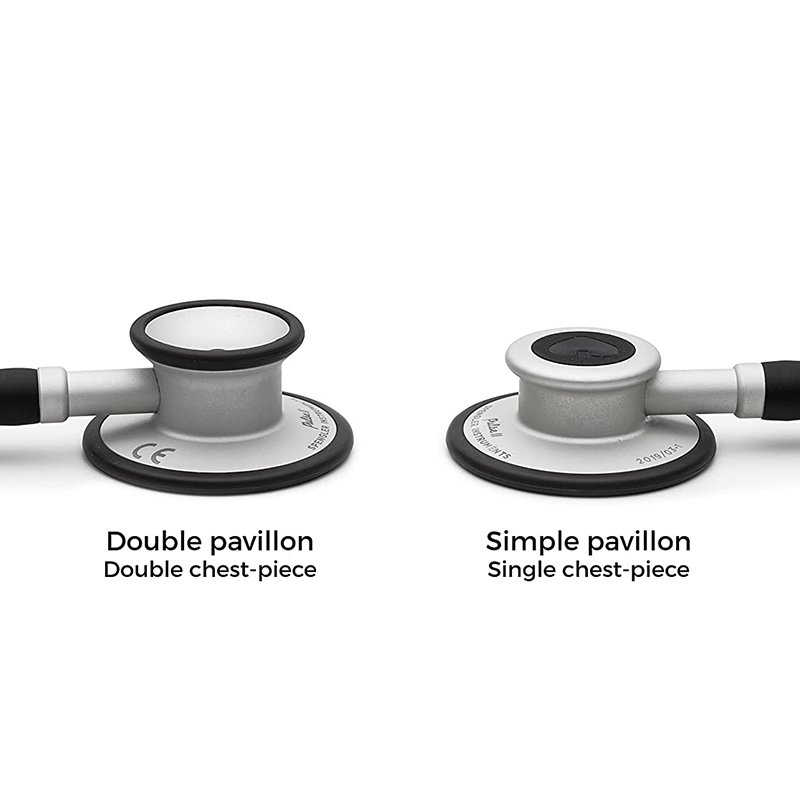 Pulse II
SPENGLER INST
CE
Pulse II
SPENGLER INSTRUMENTS
2019/03-1
Double pavillon
Double chest-piece
Simple pavillon
Single chest-piece